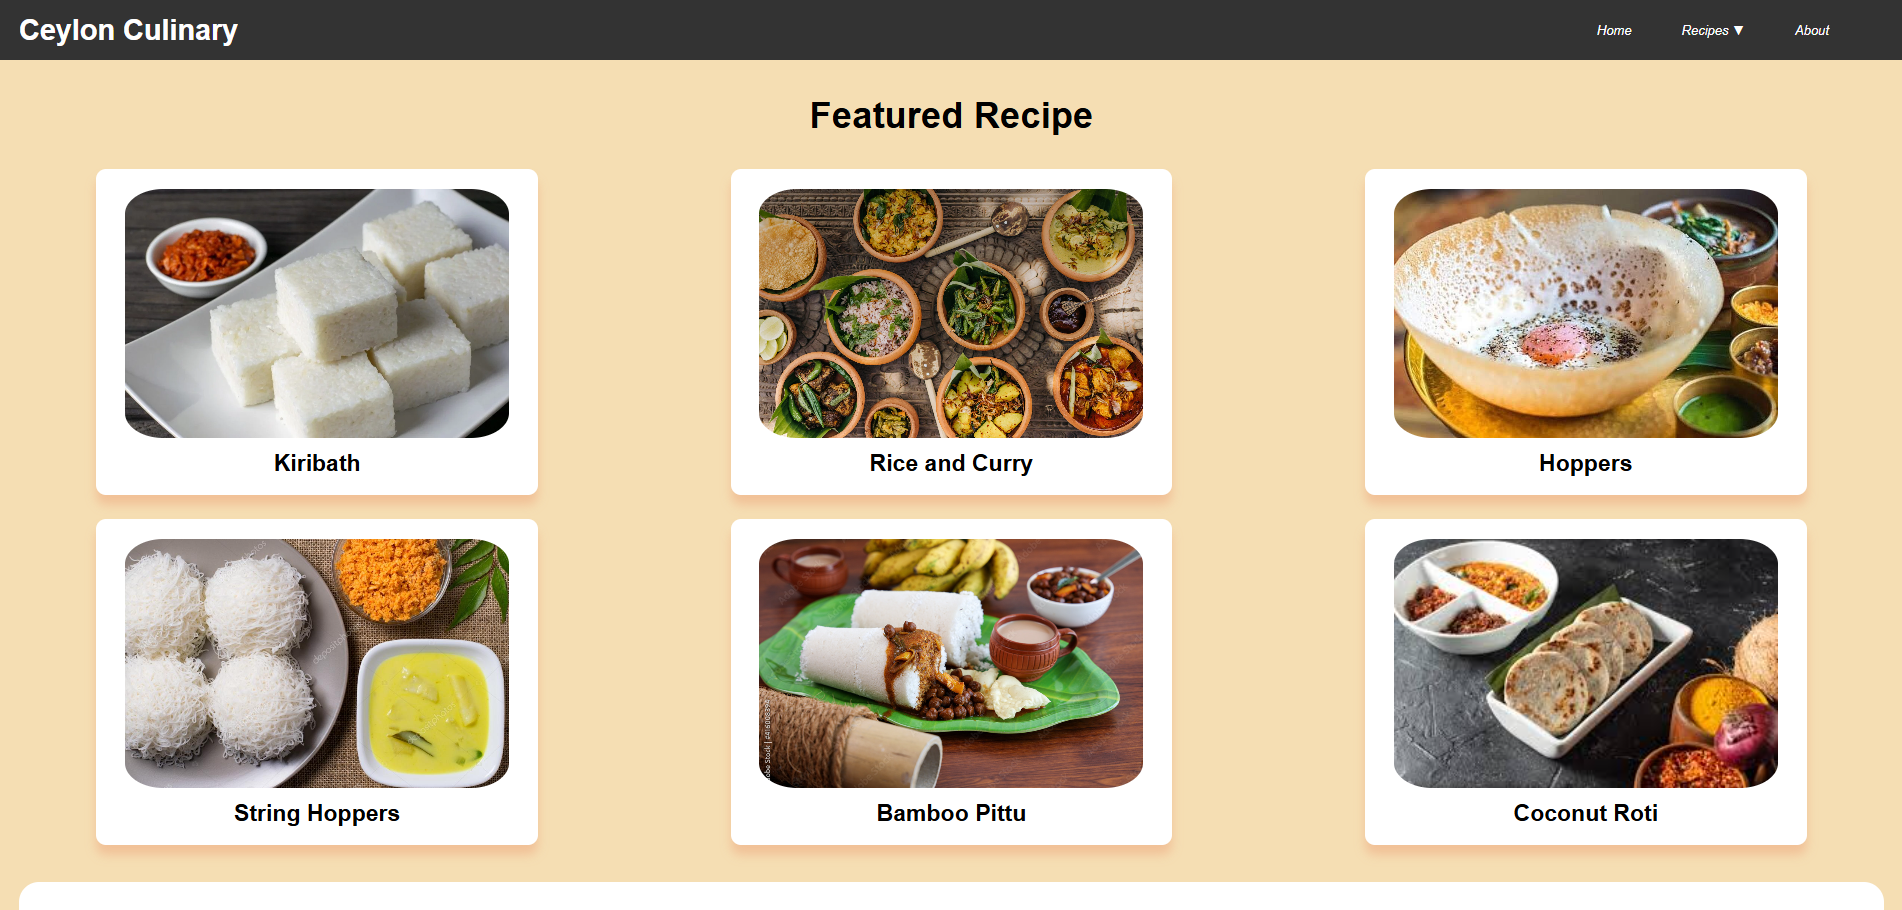 Ceylon Culinary
Home
Recipes ▼
About
Featured Recipe
Kiribath
Rice and Curry
Hoppers
String Hoppers
Bamboo Pittu
Coconut Roti